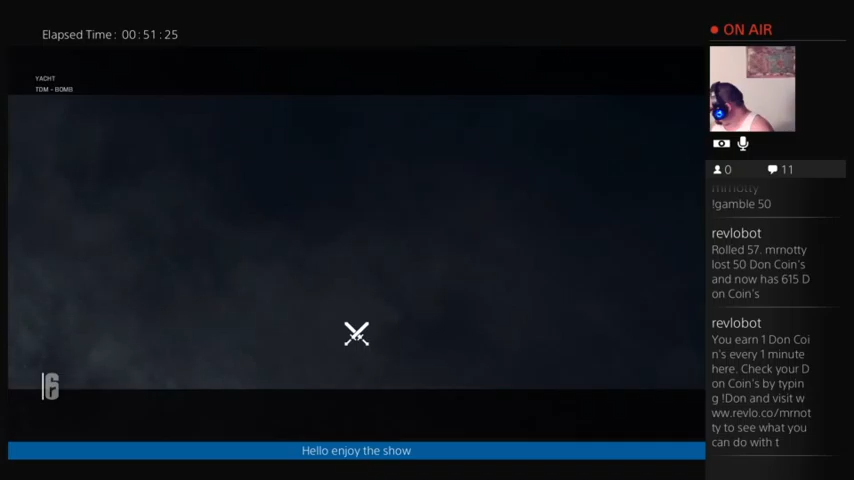 Elapsed Time: 00:51:25
ON AIR
YACHT
TDM - BOMB
0
11
mrnotty
!gamble 50
revlobot
Rolled 57. mrnotty
lost 50 Don Coin's
and now has 615 D
on Coin's
revlobot
You earn 1 Don Coi
n's every 1 minute
here. Check your D
on Coin's by typin
g !Don and visit w
ww.revlo.co/mrnot
ty to see what you
can do with t
6
Hello enjoy the show